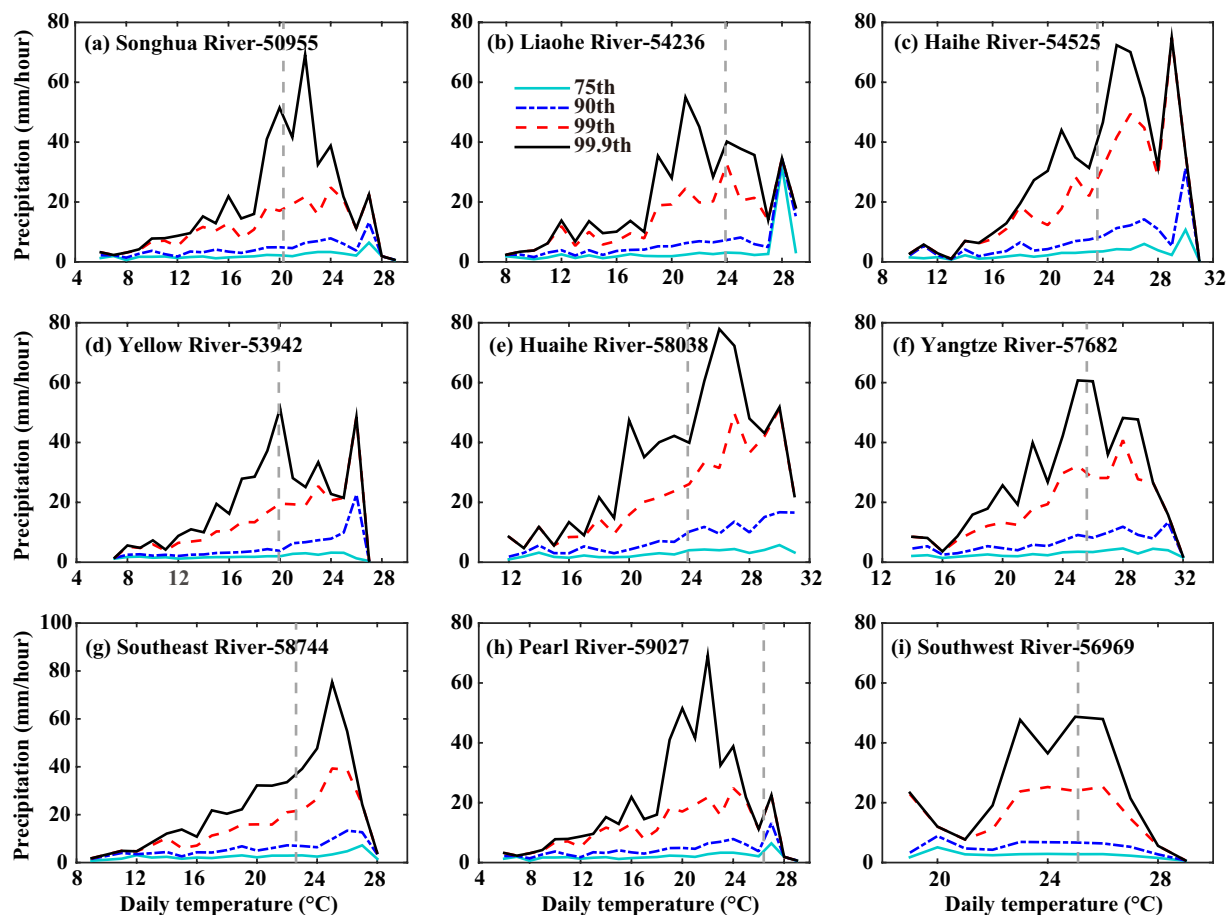 80 80 80
(a) Songhua River-50955 (b) Liaohe River-54236 (c) Haihe River-54525
Precipitation (mm/hour)
60 60 60
75th
90th
99th
99.9th
40 40 40
20 20 20
0 0 0
4 8 12 16 20 24 28 8 12 16 20 24 28 8 12 16 20 24 28 32
80 80 80
(d) Yellow River-53942 (e) Huaihe River-58038 (f) Yangtze River-57682
Precipitation (mm/hour)
60 60 60
40 40 40
20 20 20
0 0 0
4 8 12 16 20 24 28 12 16 20 24 28 32 14 16 20 24 28 32
100 80 80
(g) Southeast River-58744 (h) Pearl River-59027 (i) Southwest River-56969
Precipitation (mm/hour)
80 60 60
60
40 40 40
20 20 20
0 0 0
8 12 16 20 24 28 4 8 12 16 20 24 28 20 24 28
Daily temperature (°C) Daily temperature (°C) Daily temperature (°C)